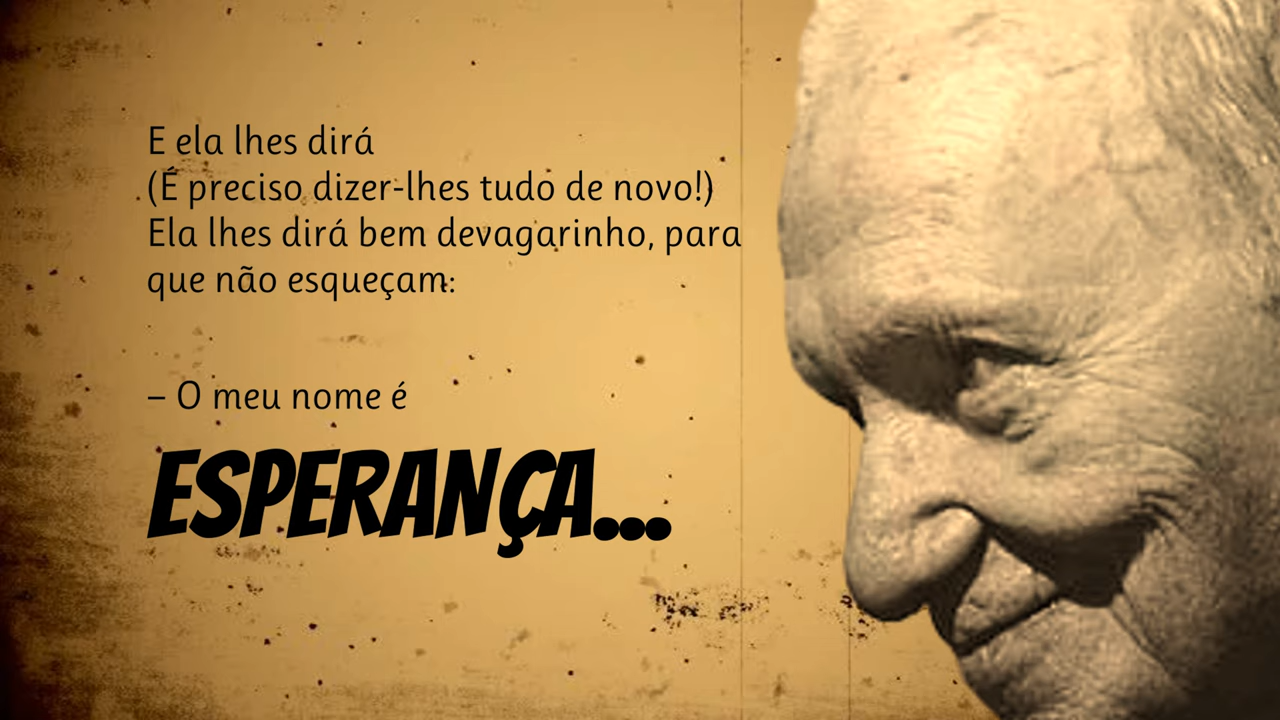 E ela lhes dirá
(É preciso dizer-lhes tudo de novo!)
Ela lhes dirá bem devagarinho, para
que não esqueçam:
– O meu nome é
ESPERANÇA...